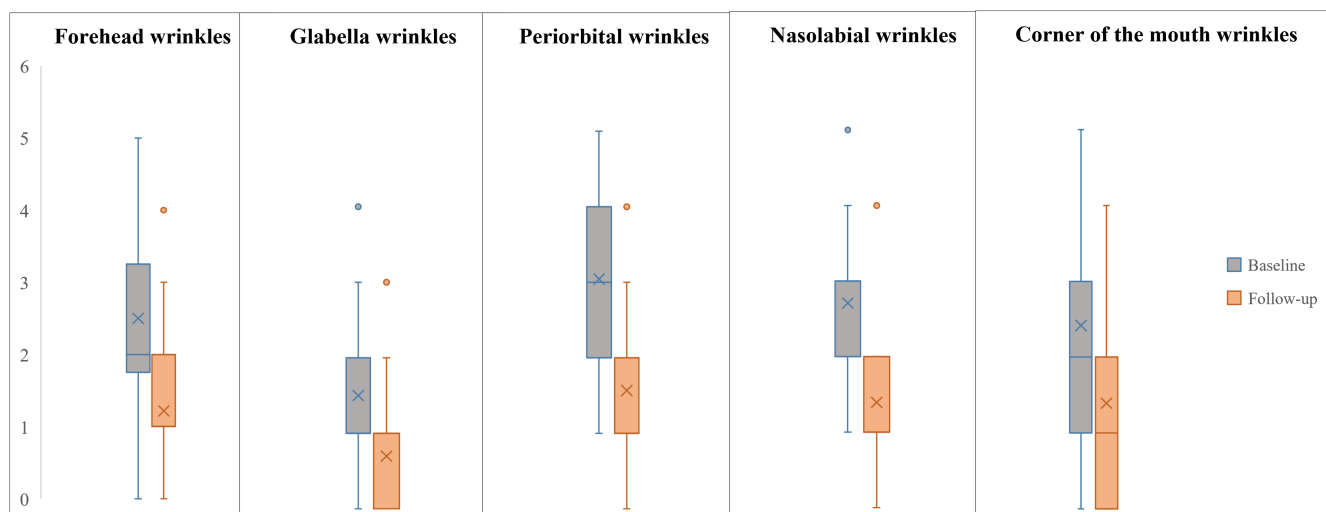 Forehead wrinkles
Glabella wrinkles
Periorbital wrinkles
Nasolabial wrinkles
Corner of the mouth wrinkles
6
5
4
3
2
1
0
Baseline
Follow-up